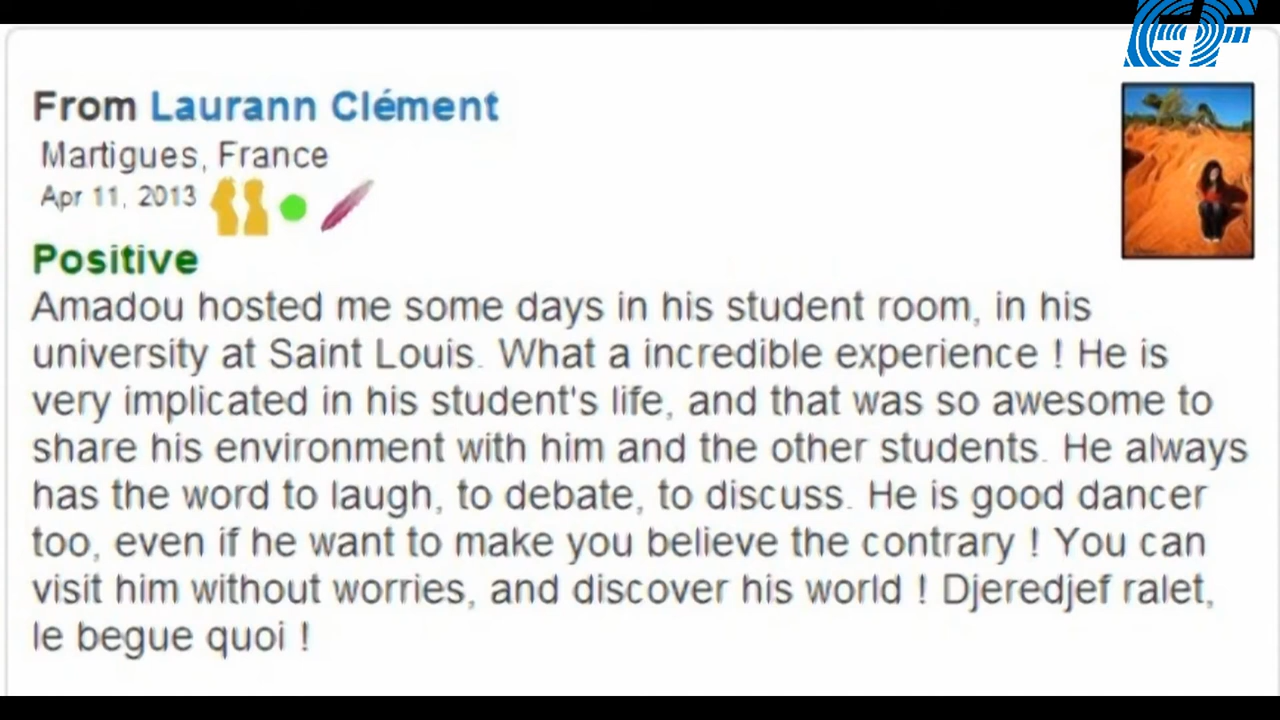 From Laurann Clément
Martigues, France
Apr 11, 2013
Positive
Amadou hosted me some days in his student room, in his
university at Saint Louis. What a incredible experience ! He is
very implicated in his student's life, and that was so awesome to
share his environment with him and the other students. He always
has the word to laugh, to debate, to discuss. He is good dancer
too, even if he want to make you believe the contrary ! You can
visit him without worries, and discover his world ! Djeredjef ralet,
le begue quoi !
EF